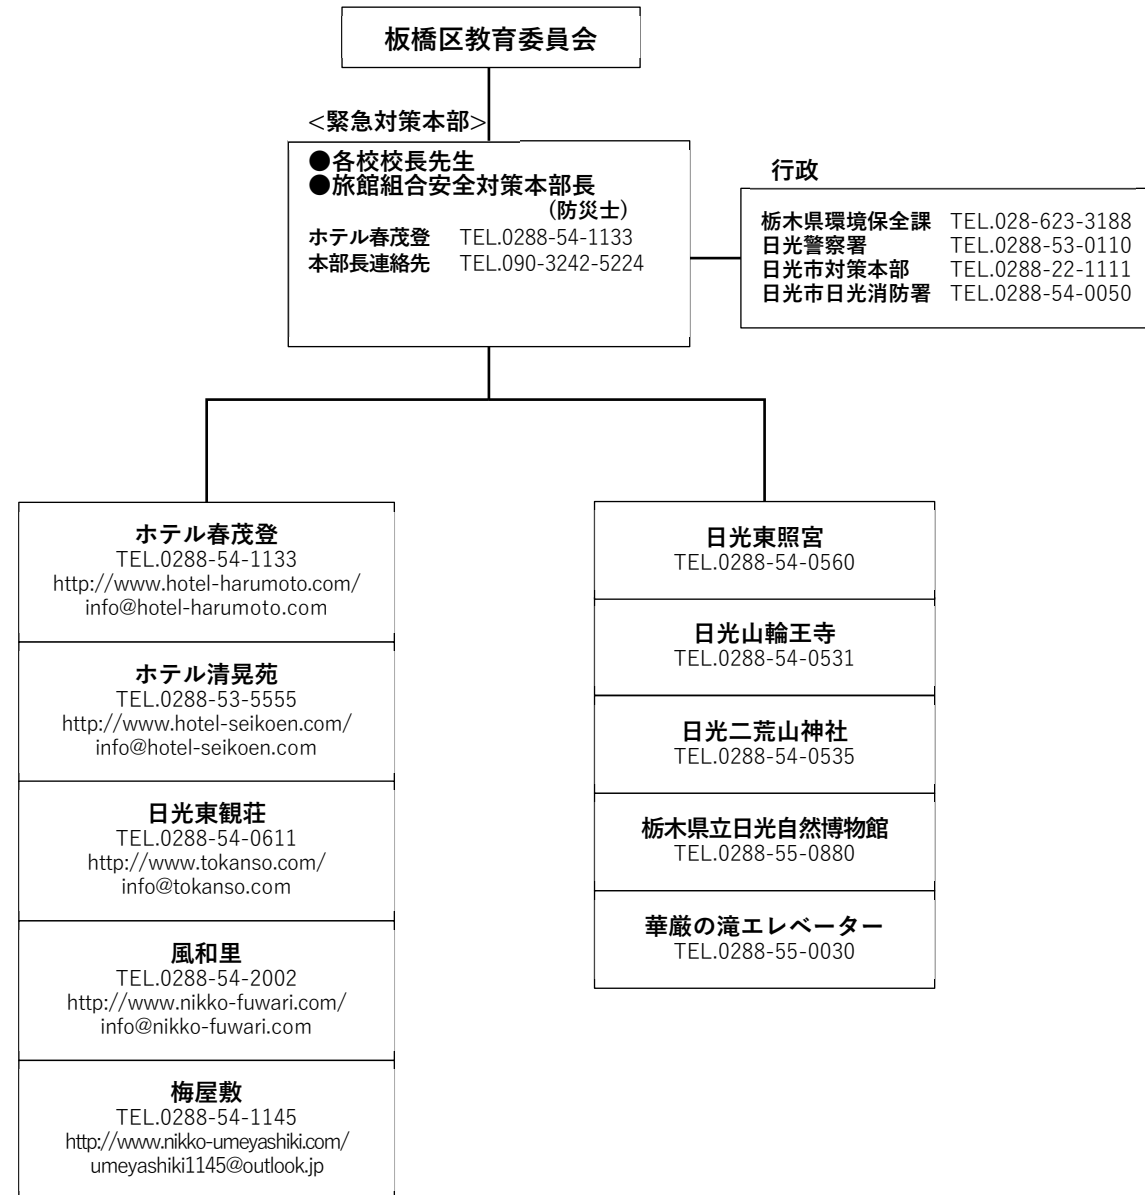 板橋区教育委員会
<緊急対策本部>
●各校校長先生
●旅館組合安全対策本部長
(防災士)
ホテル春茂登 TEL.0288-54-1133
本部長連絡先 TEL.090-3242-5224
行政
栃木県環境保全課 TEL.028-623-3188
日光警察署 TEL.0288-53-0110
日光市対策本部 TEL.0288-22-1111
日光市日光消防署 TEL.0288-54-0050
ホテル春茂登
TEL.0288-54-1133
http://www.hotel-harumoto.com/
info@hotel-harumoto.com
ホテル清晃苑
TEL.0288-53-5555
http://www.hotel-seikoen.com/
info@hotel-seikoen.com
日光東観荘
TEL.0288-54-0611
http://www.tokanso.com/
info@tokanso.com
風和里
TEL.0288-54-2002
http://www.nikko-fuwari.com/
info@nikko-fuwari.com
梅屋敷
TEL.0288-54-1145
http://www.nikko-umeyashiki.com/
umeyashiki1145@outlook.jp
日光東照宮
TEL.0288-54-0560
日光山輪王寺
TEL.0288-54-0531
日光二荒山神社
TEL.0288-54-0535
栃木県立日光自然博物館
TEL.0288-55-0880
華厳の滝エレベーター
TEL.0288-55-0030